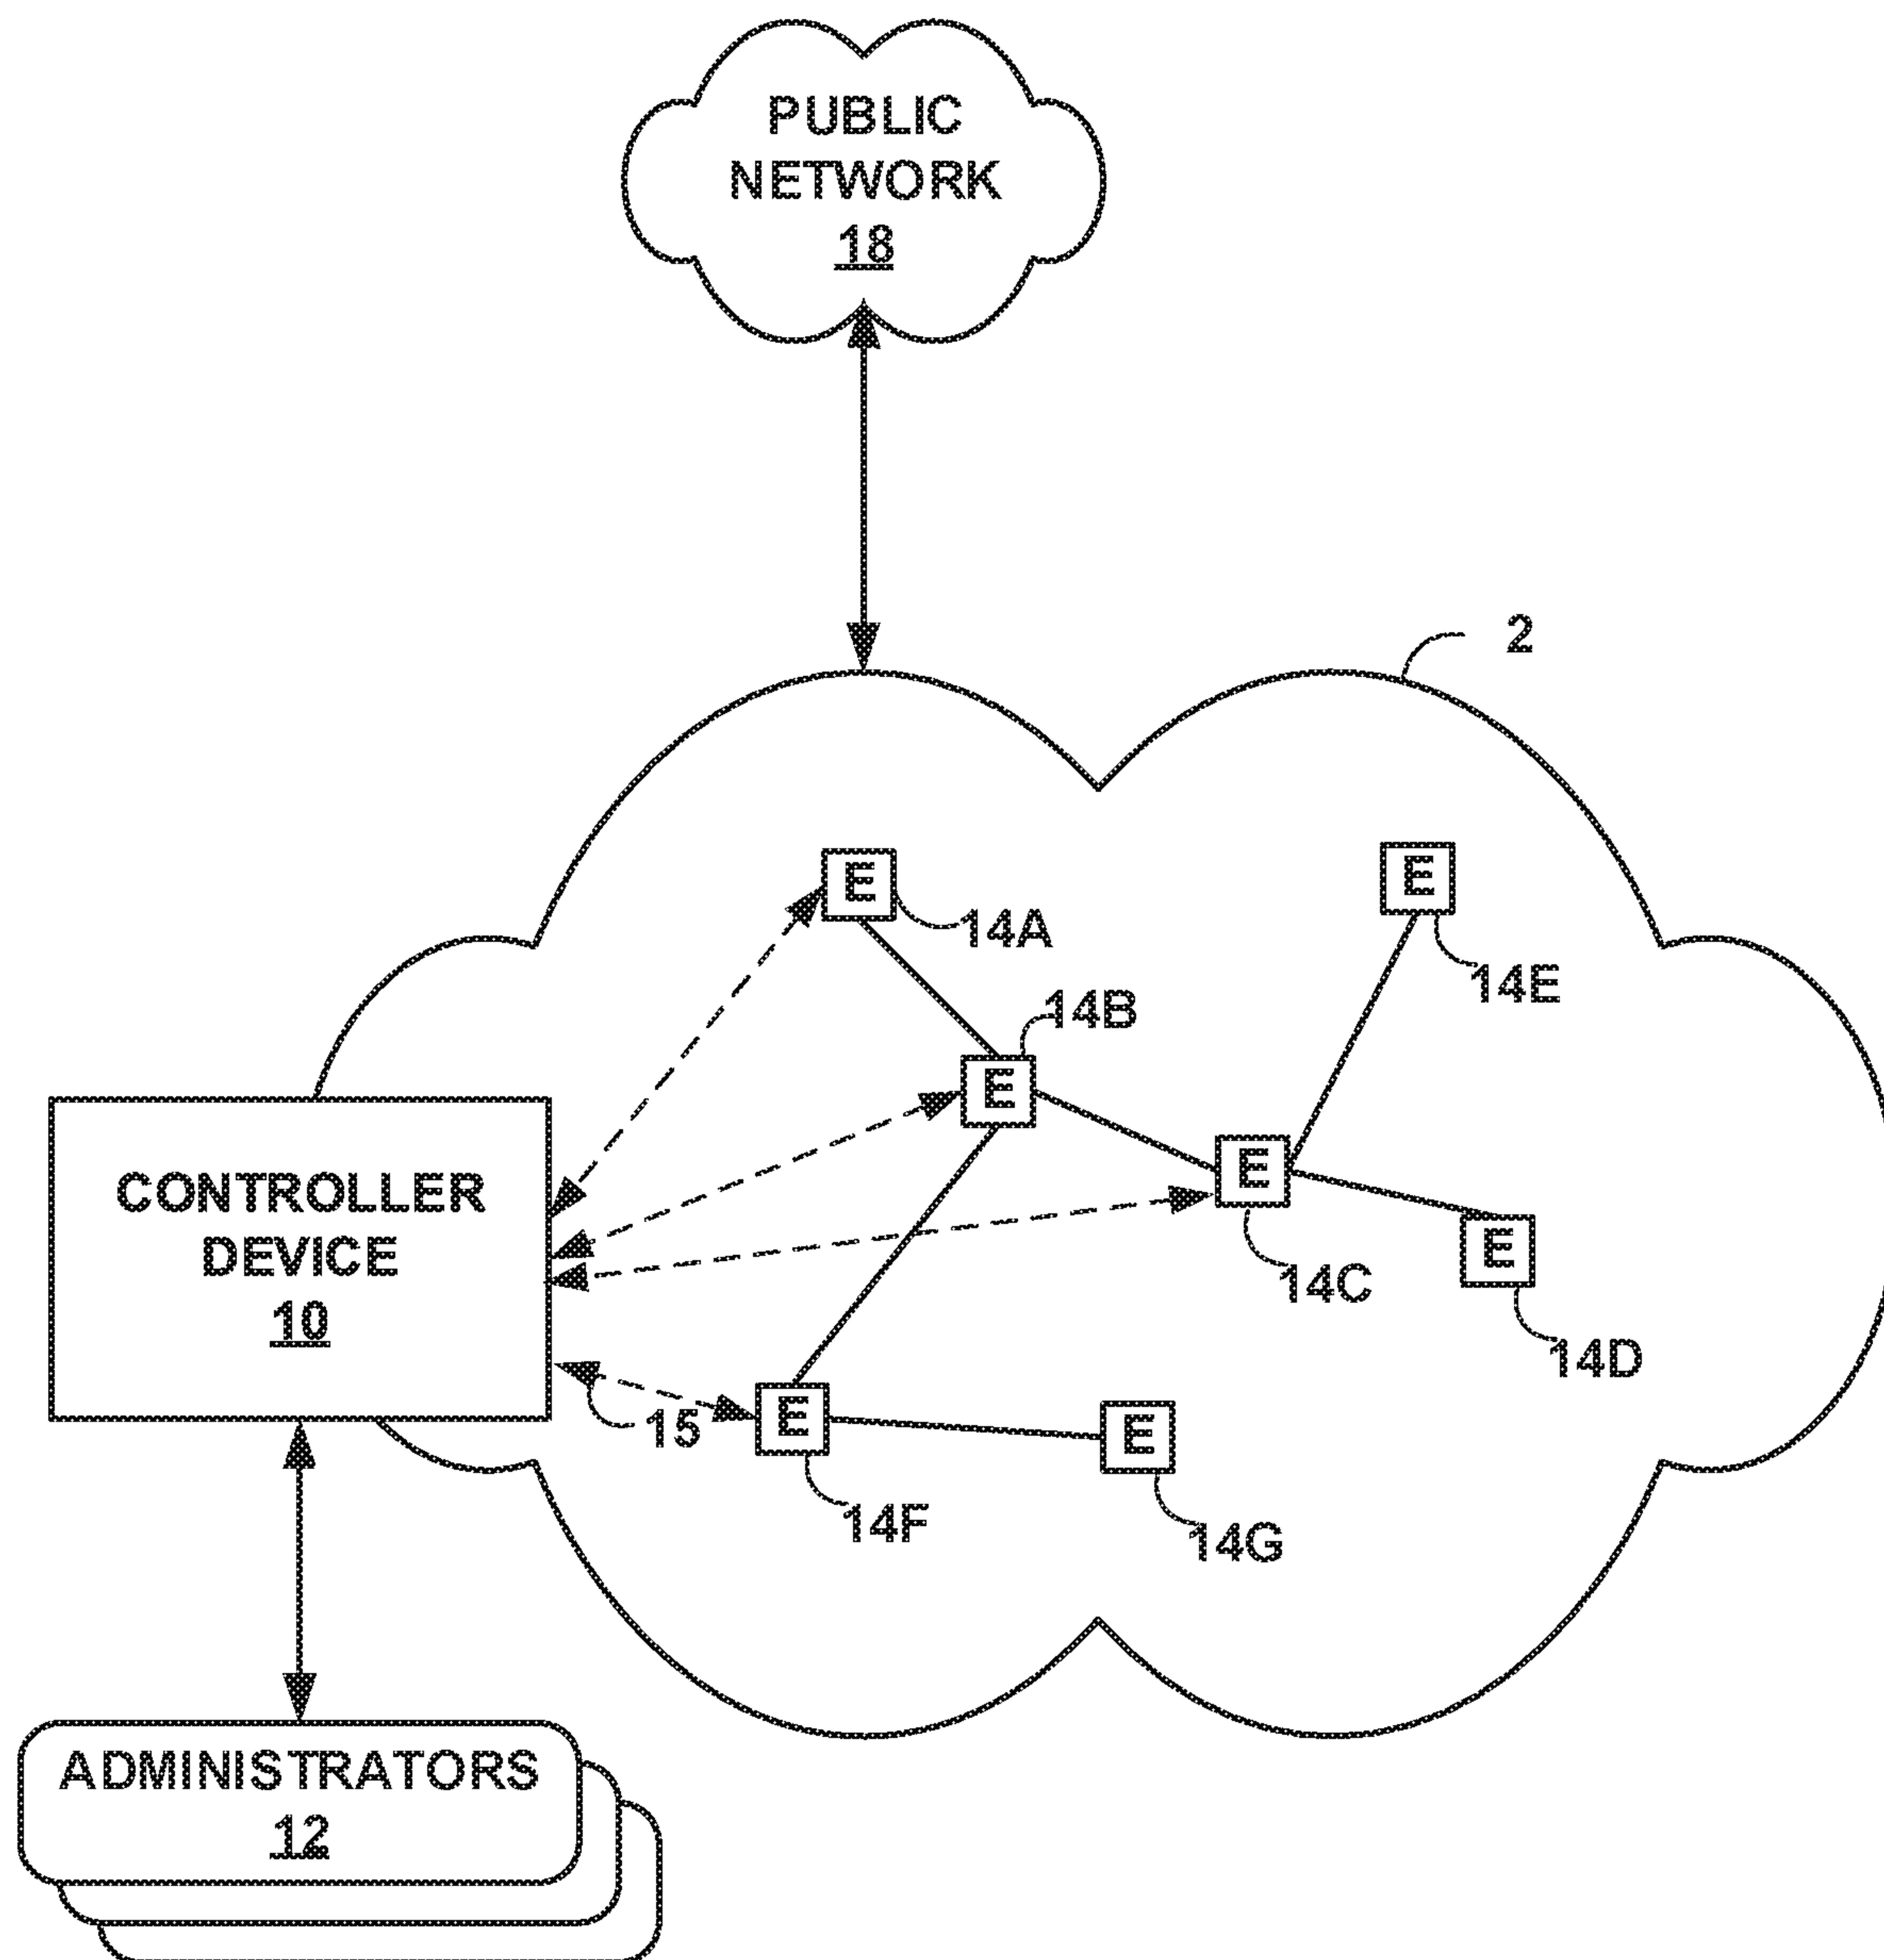 PUBLIC
NETWORK
18
2
E
14A
E
14E
14B
E
E
14C
E
14D
CONTROLLER
DEVICE
10
15
E
14F
E
14G
ADMINISTRATORS
12